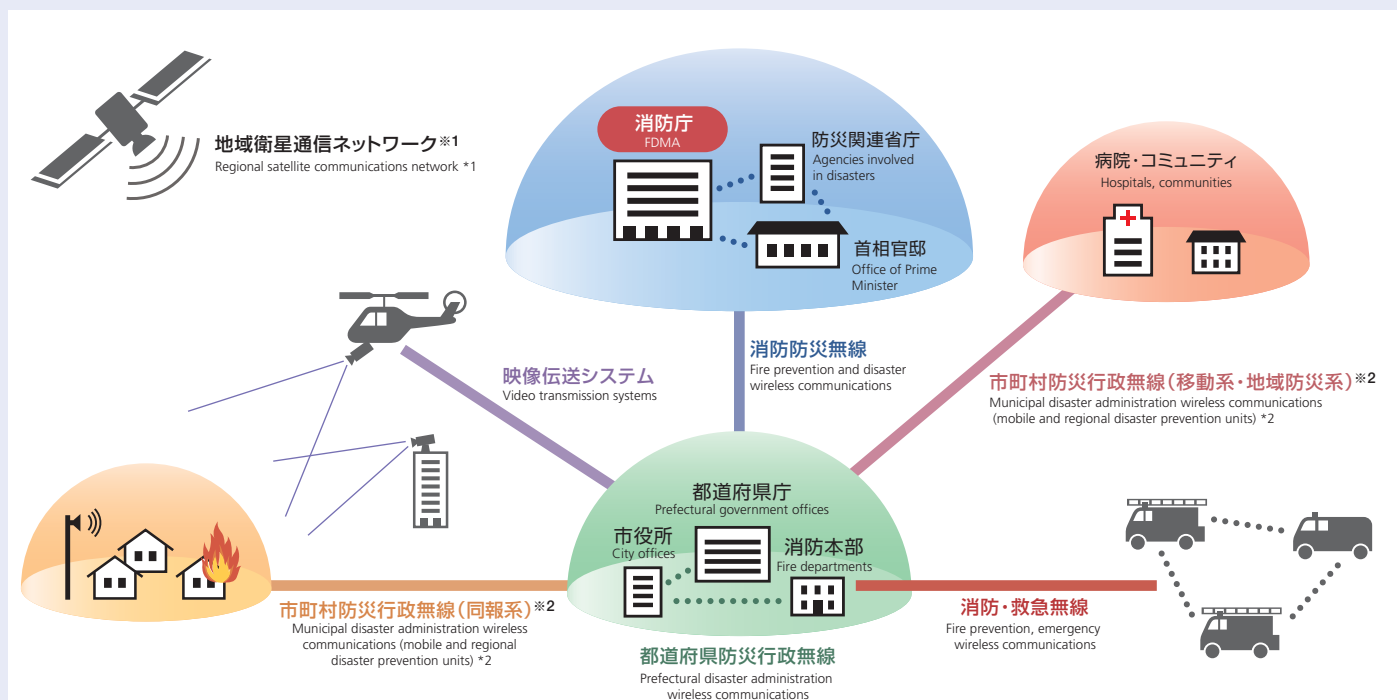 地域衛星通信ネットワーク※1
Regional satellite communications network *1
消防庁
FDMA
防災関連省庁
Agencies involved
in disasters
首相官邸
Office of Prime
Minister
病院・コミュニティ
Hospitals, communities
映像伝送システム
Video transmission systems
消防防災無線
Fire prevention and disaster
wireless communications
市町村防災行政無線(移動系・地域防災系)※2
Municipal disaster administration wireless communications
(mobile and regional disaster prevention units) *2
都道府県庁
Prefectural government offices
市役所
City offices
消防本部
Fire departments
市町村防災行政無線(同報系)※2
Municipal disaster administration wireless
communications (mobile and regional
disaster prevention units) *2
都道府県防災行政無線
Prefectural disaster administration
wireless communications
消防・救急無線
Fire prevention, emergency
wireless communications